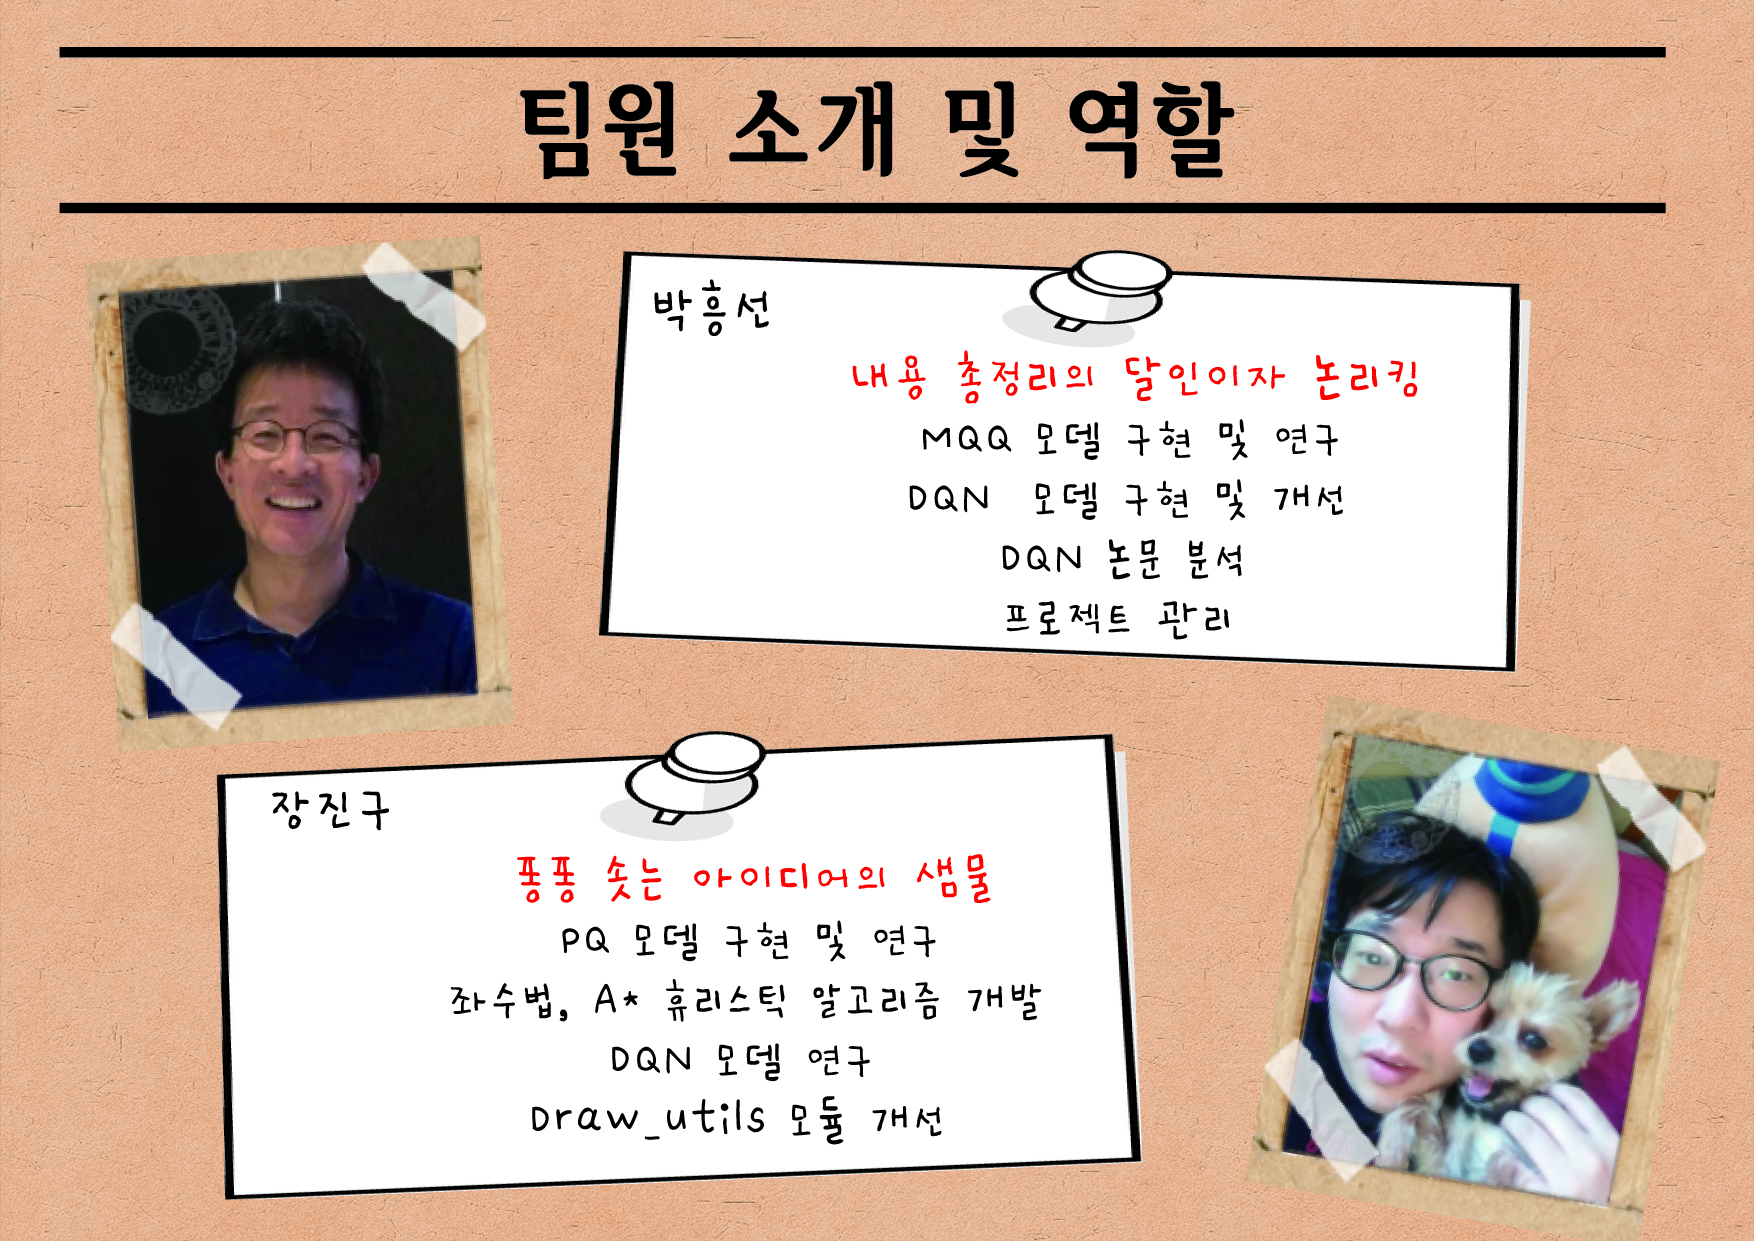 팀원 소개 및 역할
박흥선
내용 총정리의 달인이자 논리킹
MQQ 모델 구현 및 연구
DQN 모델 구현 및 개선
DQN 논문 분석
프로젝트 관리
장진구
퐁퐁 솟는 아이디어의 샘물
PQ 모델 구현 및 연구
좌수법, A* 휴리스틱 알고리즘 개발
DQN 모델 연구
Draw_utils 모듈 개선